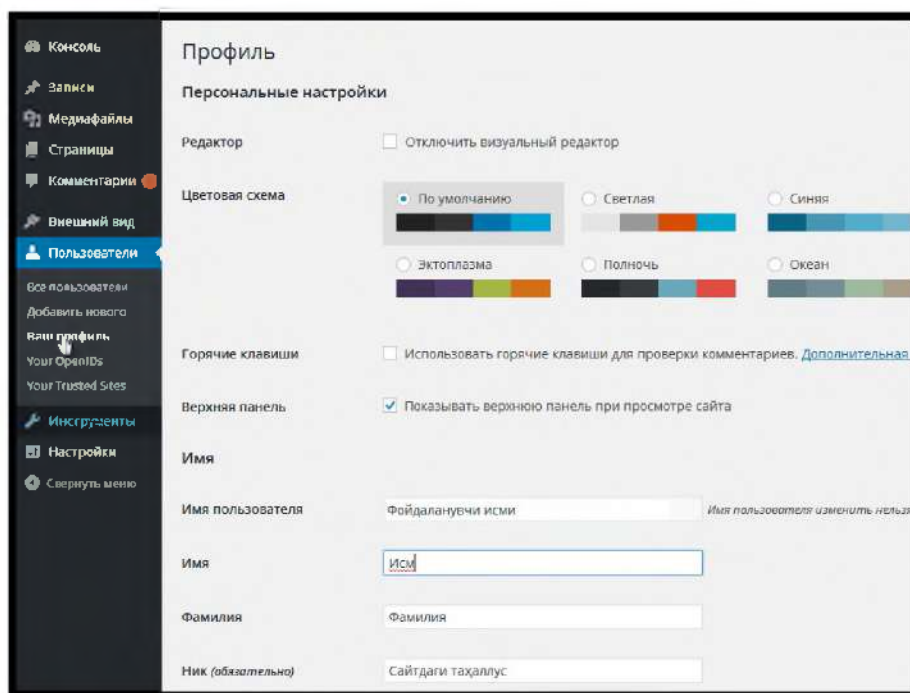 Консоль
Записи
Медиафайлы
Страницы
Комментарии
Внешний вид
Пользователи
Все пользователи
Добавить нового
Ваш профиль
Your OpenIDs
Your Trusted Sites
Инструменты
Настройки
Свернуть меню
Профиль
Персональные настройки
Редактор
Отключить визуальный редактор
Цветовая схема
По умолчанию
Светлая
Синяя
Эктоплазма
Полночь
Океан
Горячие клавиши
Использовать горячие клавиши для проверки комментариев. Дополнительная
Верхняя панель
Показывать верхнюю панель при просмотре сайта
Имя
Имя пользователя
Фойдаланувчи исми
Имя пользователя изменить нельзя
Имя
Исм
Фамилия
Фамилия
Ник (обязательно)
Сайтдаги тахаллус